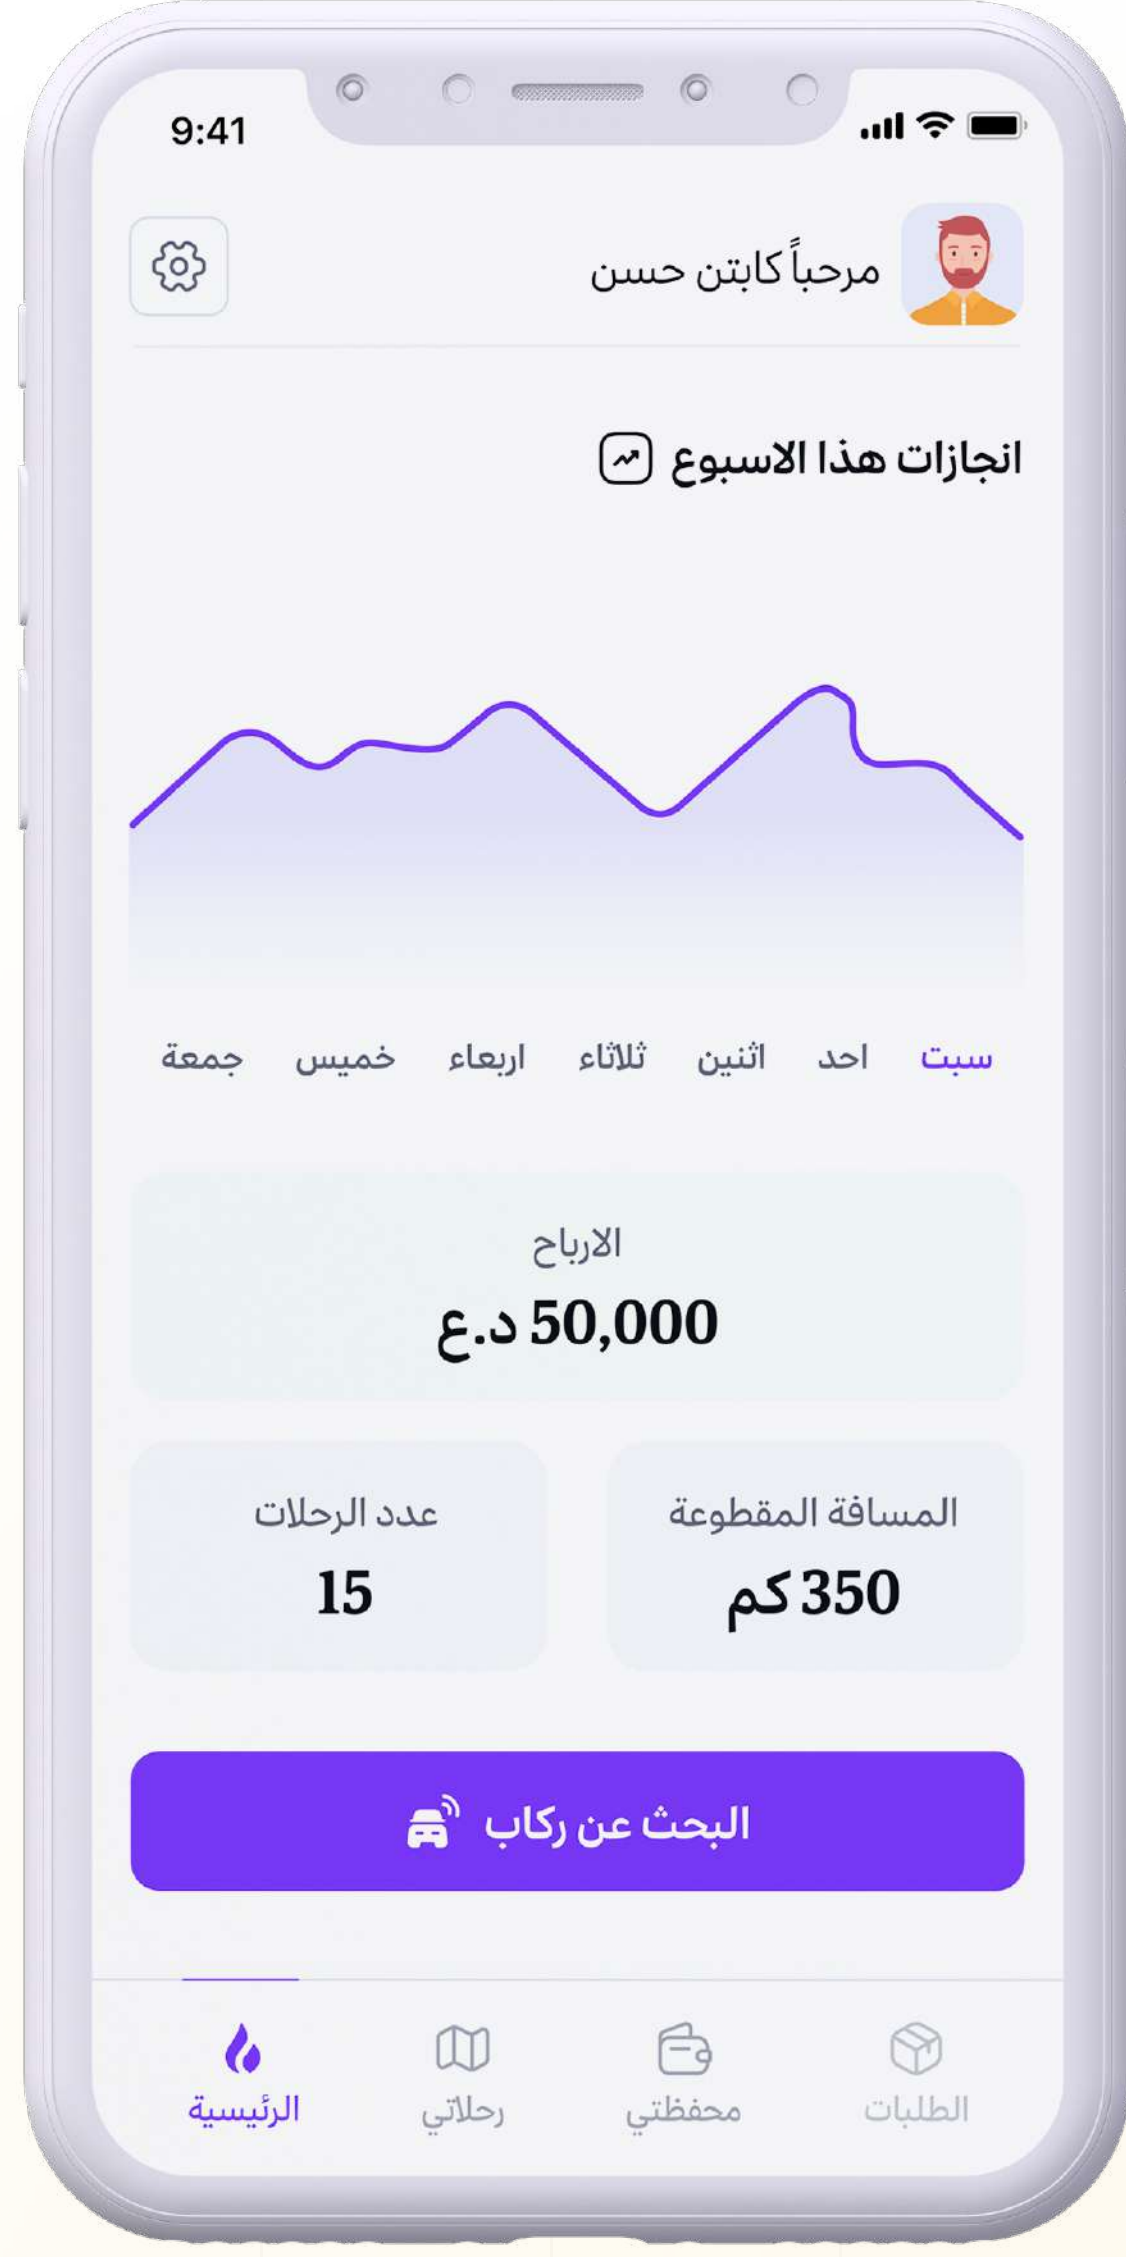 9:41
مرحباً كابتن حسن
انجازات هذا الاسبوع
سبت احد اثنين ثلاثاء اربعاء خميس جمعة
الارباح
50,000 د.ع
المسافة المقطوعة
350 كم
عدد الرحلات
15
البحث عن ركاب
الطلبات محفظتي رحلاتي الرئيسية